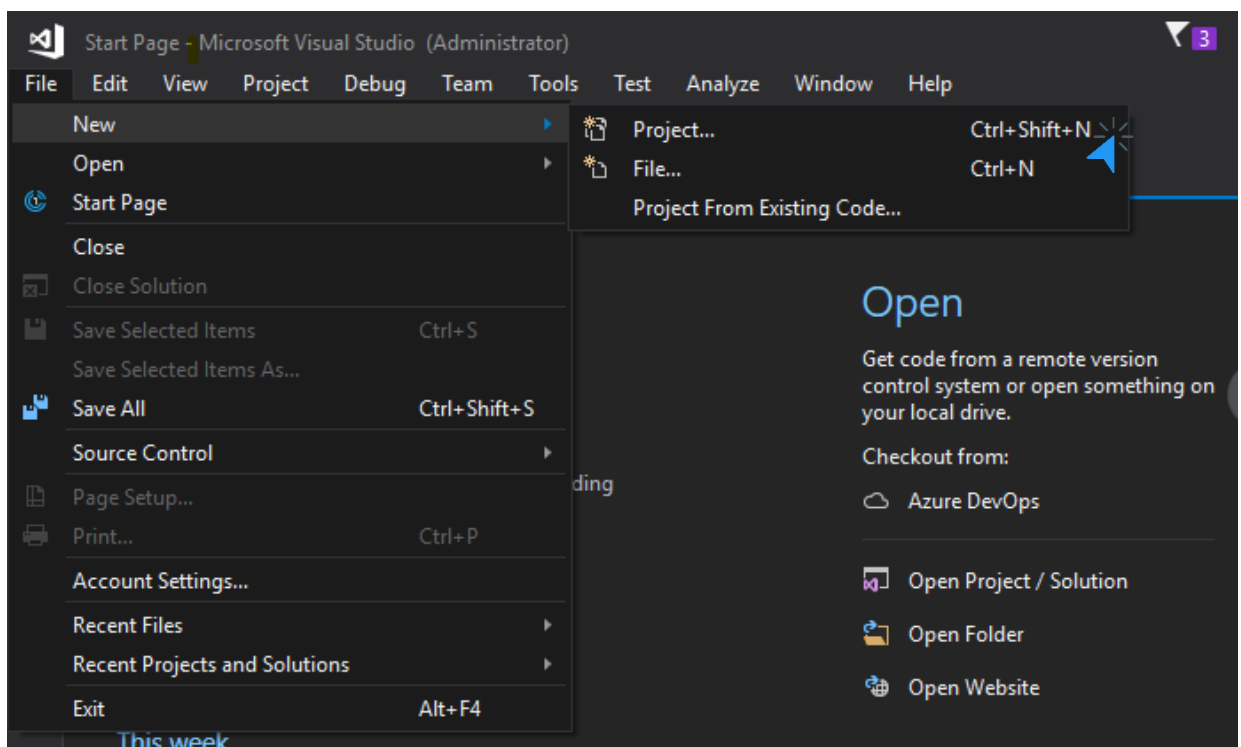 Start Page - Microsoft Visual Studio (Administrator)
3
File Edit View Project Debug Team Tools Test Analyze Window Help
New
Open
Start Page
Close
Close Solution
Save Selected Items Ctrl+S
Save Selected Items As...
Save All Ctrl+Shift+S
Source Control
Page Setup...
Print... Ctrl+P
Account Settings...
Recent Files
Recent Projects and Solutions
Exit Alt+F4
Project... Ctrl+Shift+N
File... Ctrl+N
Project From Existing Code...
ding
This week
Open
Get code from a remote version
control system or open something on
your local drive.
Checkout from:
Azure DevOps
Open Project / Solution
Open Folder
Open Website